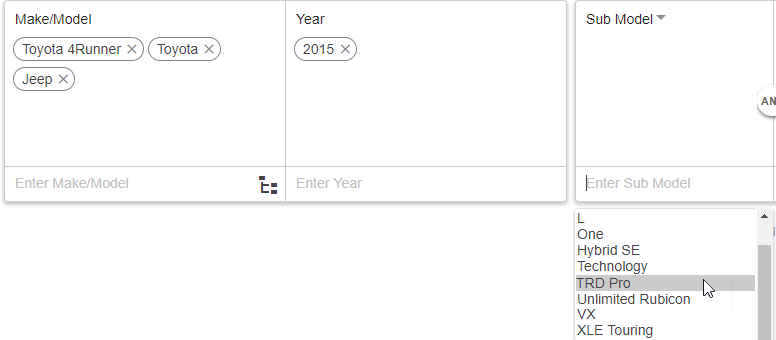 Make/Model
Toyota 4Runner
Toyota
Jeep
Enter Make/Model
Year
2015
Enter Year
Sub Model
AN
Enter Sub Model
L
One
Hybrid SE
Technology
TRD Pro
Unlimited Rubicon
VX
XLE Touring